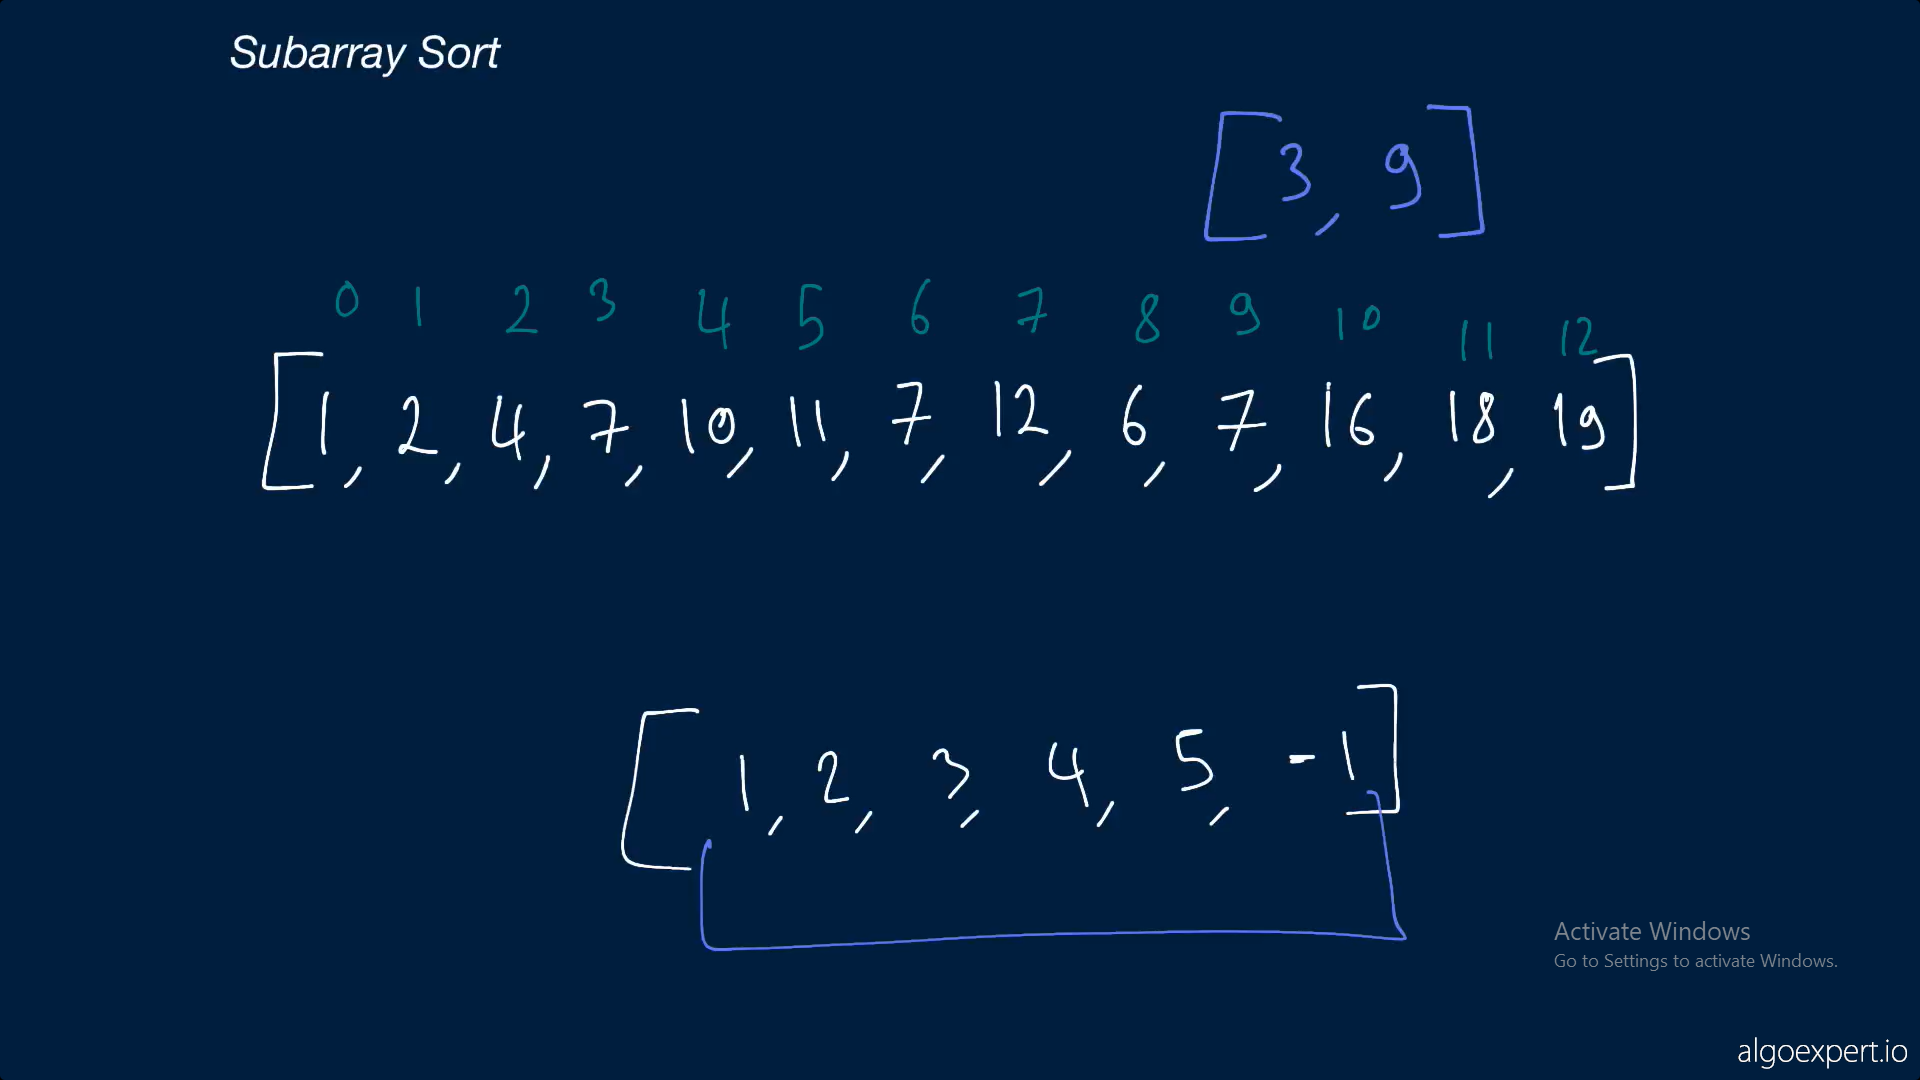 Subarray Sort
[3, 9]
0 1 2 3 4 5 6 7 8 9 10 11 12
[1, 2, 4, 7, 10, 11, 7, 12, 6, 7, 16, 18, 19]
[1, 2, 3, 4, 5, -1]
Activate Windows
Go to Settings to activate Windows.
algoexpert.io